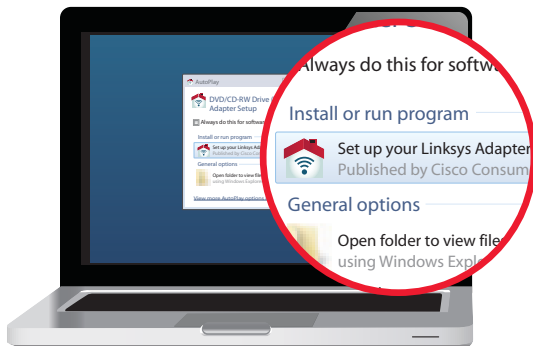 AutoPlay
DVD/CD-RW Drive
Adapter Setup
Always do this for software
Install or run program
Set up your Linksys Ad
Published by Cisco Consu
General options
Open folder to view files
using Windows Explorer
View more AutoPlay options
Always do this for softw
Install or run program
Set up your Linksys Adapter
Published by Cisco Consum
General options
Open folder to view file
using Windows Explo